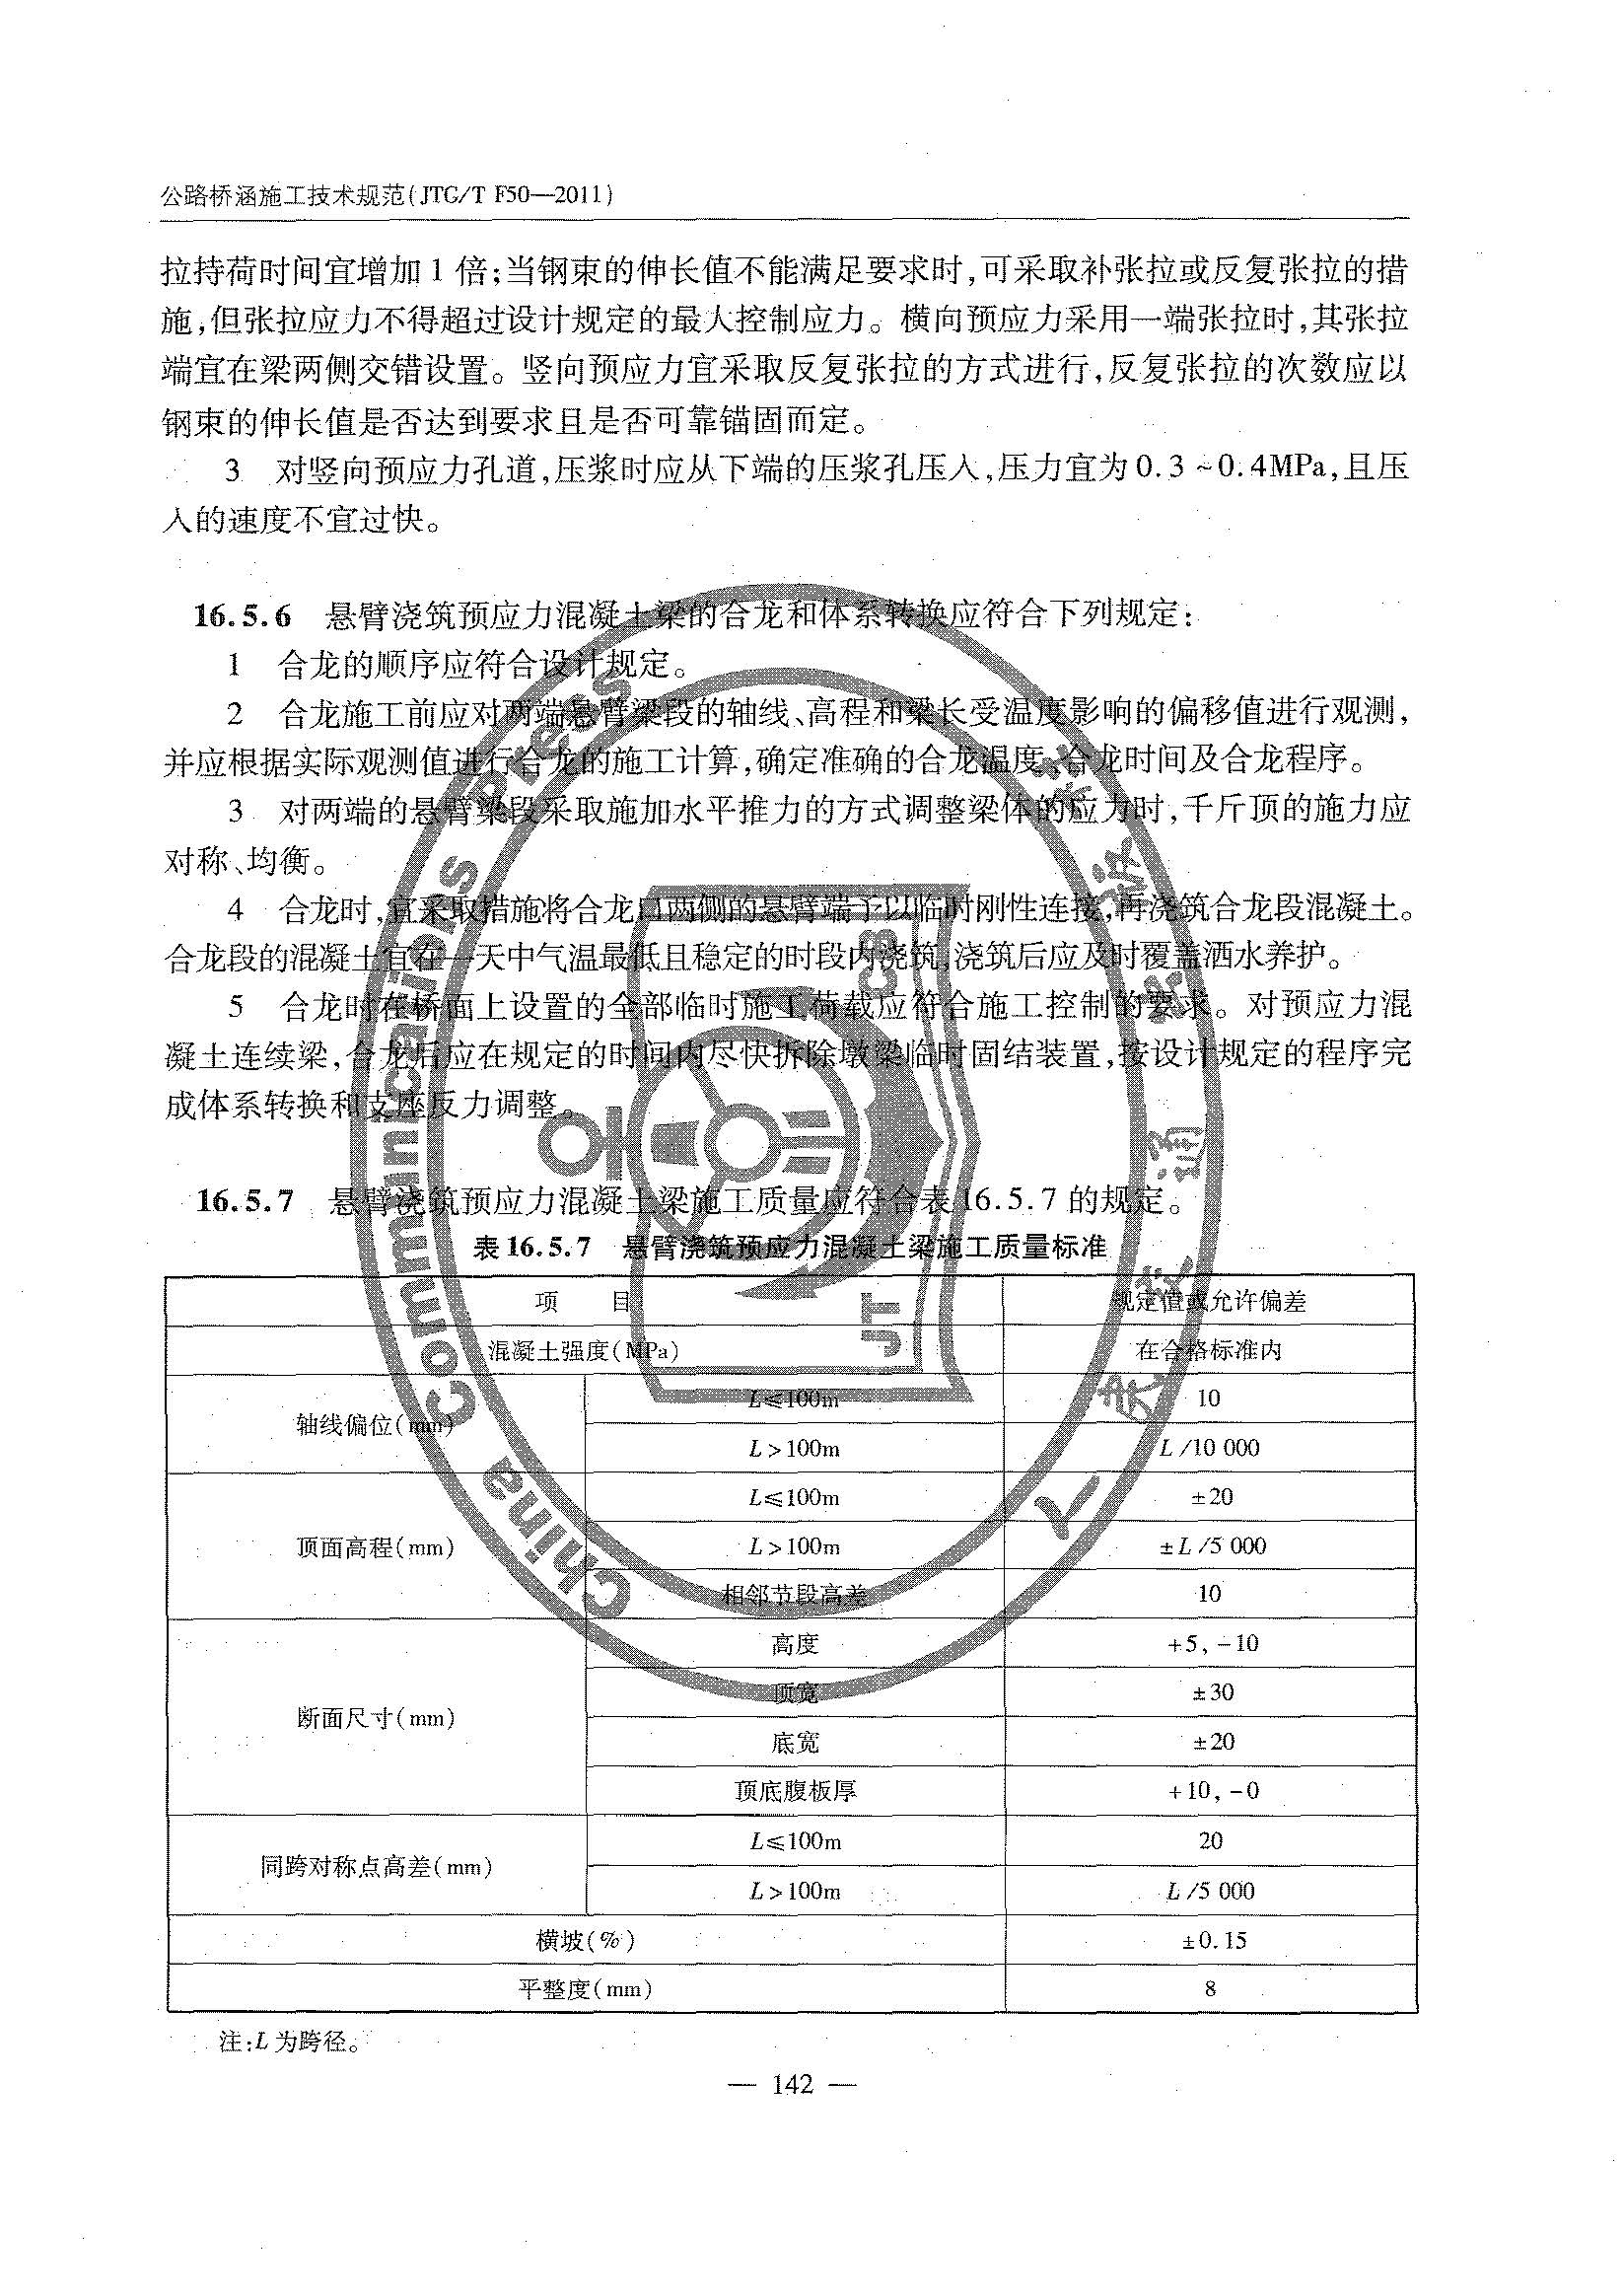 公路桥涵施工技术规范(JTG/T F50—2011)
拉持荷时间宜增加1倍;当钢束的伸长值不能满足要求时,可采取补张拉或反复张拉的措
施,但张拉应力不得超过设计规定的最大控制应力。横向预应力采用一端张拉时,其张拉
端宜在梁两侧交错设置。竖向预应力宜采取反复张拉的方式进行,反复张拉的次数应以
钢束的伸长值是否达到要求且是否可靠锚固而定。
3 对竖向预应力孔道,压浆时应从下端的压浆孔压入,压力宜为0.3~0.4MPa,且压
入的速度不宜过快。
16.5.6 悬臂浇筑预应力混凝土梁的合龙和体系转换应符合下列规定:
1 合龙的顺序应符合设计规定。
2 合龙施工前应对两端悬臂梁段的轴线、高程和梁长受温度影响的偏移值进行观测,
并应根据实际观测值进行合龙的施工计算,确定准确的合龙温度、合龙时间及合龙程序。
3 对两端的悬臂梁段采取施加水平推力的方式调整梁体的应力时,千斤顶的施力应
对称、均衡。
4 合龙时,宜采取措施将合龙口两侧的悬臂端予以临时刚性连接,再浇筑合龙段混凝土。
合龙段的混凝土宜在一天中气温最低且稳定的时段内浇筑,浇筑后应及时覆盖洒水养护。
5 合龙时在桥面上设置的全部临时施工荷载应符合施工控制的要求。对预应力混
凝土连续梁,合龙后应在规定的时间内尽快拆除墩梁临时固结装置,按设计规定的程序完
成体系转换和支座反力调整。
16.5.7 悬臂浇筑预应力混凝土梁施工质量应符合表16.5.7的规定。
表16.5.7 悬臂浇筑预应力混凝土梁施工质量标准
项 目 规定值或允许偏差
混凝土强度(MPa) 在合格标准内
轴线偏位(mm) L≤100m 10
L>100m L/10 000
顶面高程(mm) L≤100m ±20
L>100m ±L/5 000
相邻节段高差 10
断面尺寸(mm) 高度 +5,-10
顶宽 ±30
底宽 ±20
顶底腹板厚 +10,-0
同跨对称点高差(mm) L≤100m 20
L>100m L/5 000
横坡(%) ±0.15
平整度(mm) 8
注:L为跨径。
— 142 —
China Communications Press
JT CB